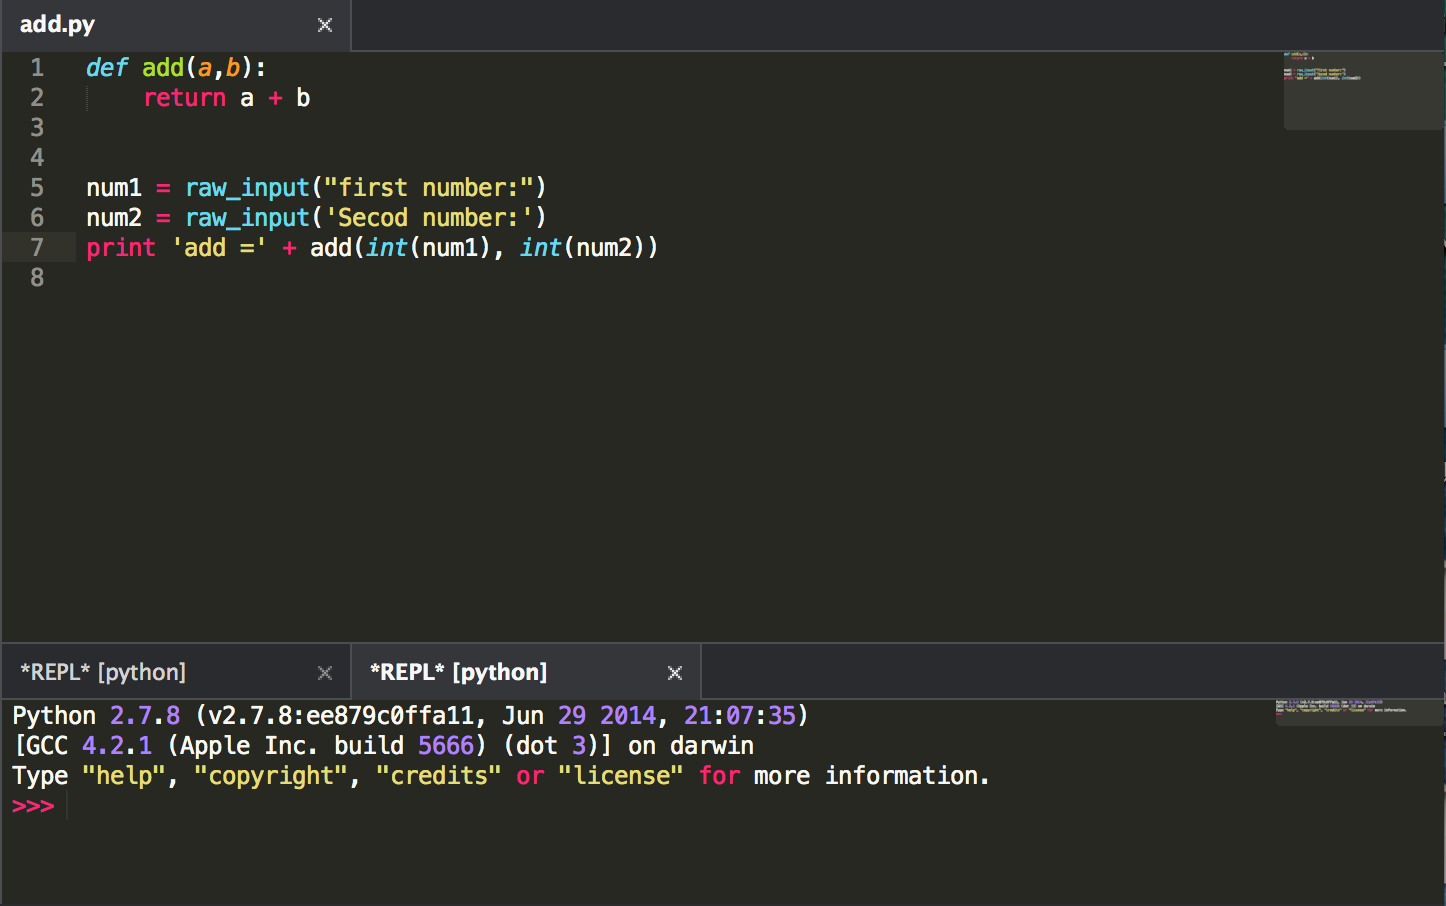 add.py
1 def add(a,b):
2     return a + b
3
4
5 num1 = raw_input("first number:")
6 num2 = raw_input('Secod number:')
7 print 'add =' + add(int(num1), int(num2))
8
*REPL* [python] *REPL* [python]
Python 2.7.8 (v2.7.8:ee879c0ffa11, Jun 29 2014, 21:07:35)
[GCC 4.2.1 (Apple Inc. build 5666) (dot 3)] on darwin
Type "help", "copyright", "credits" or "license" for more information.
>>>